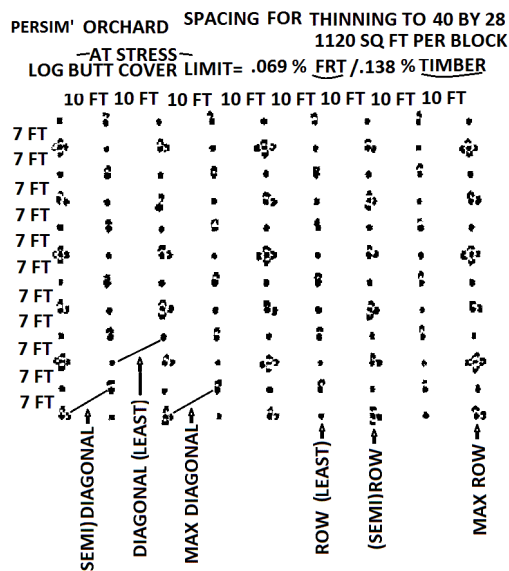 PERSIM' ORCHARD SPACING FOR THINNING TO 40 BY 28
1120 SQ FT PER BLOCK
AT STRESS
LOG BUTT COVER LIMIT= .069 % FRT /.138 % TIMBER
10 FT 10 FT 10 FT 10 FT 10 FT 10 FT 10 FT
7 FT
7 FT
7 FT
7 FT
7 FT
7 FT
7 FT
7 FT
7 FT
7 FT
7 FT
SEMI) DIAGONAL
DIAGONAL (LEAST)
MAX DIAGONAL
ROW (LEAST)
(SEMI)ROW
MAX ROW